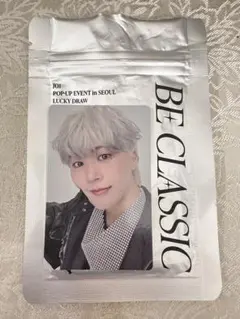 JO1
POP-UP EVENT in SEOUL
LUCKY DRAW
BE CLASSIC